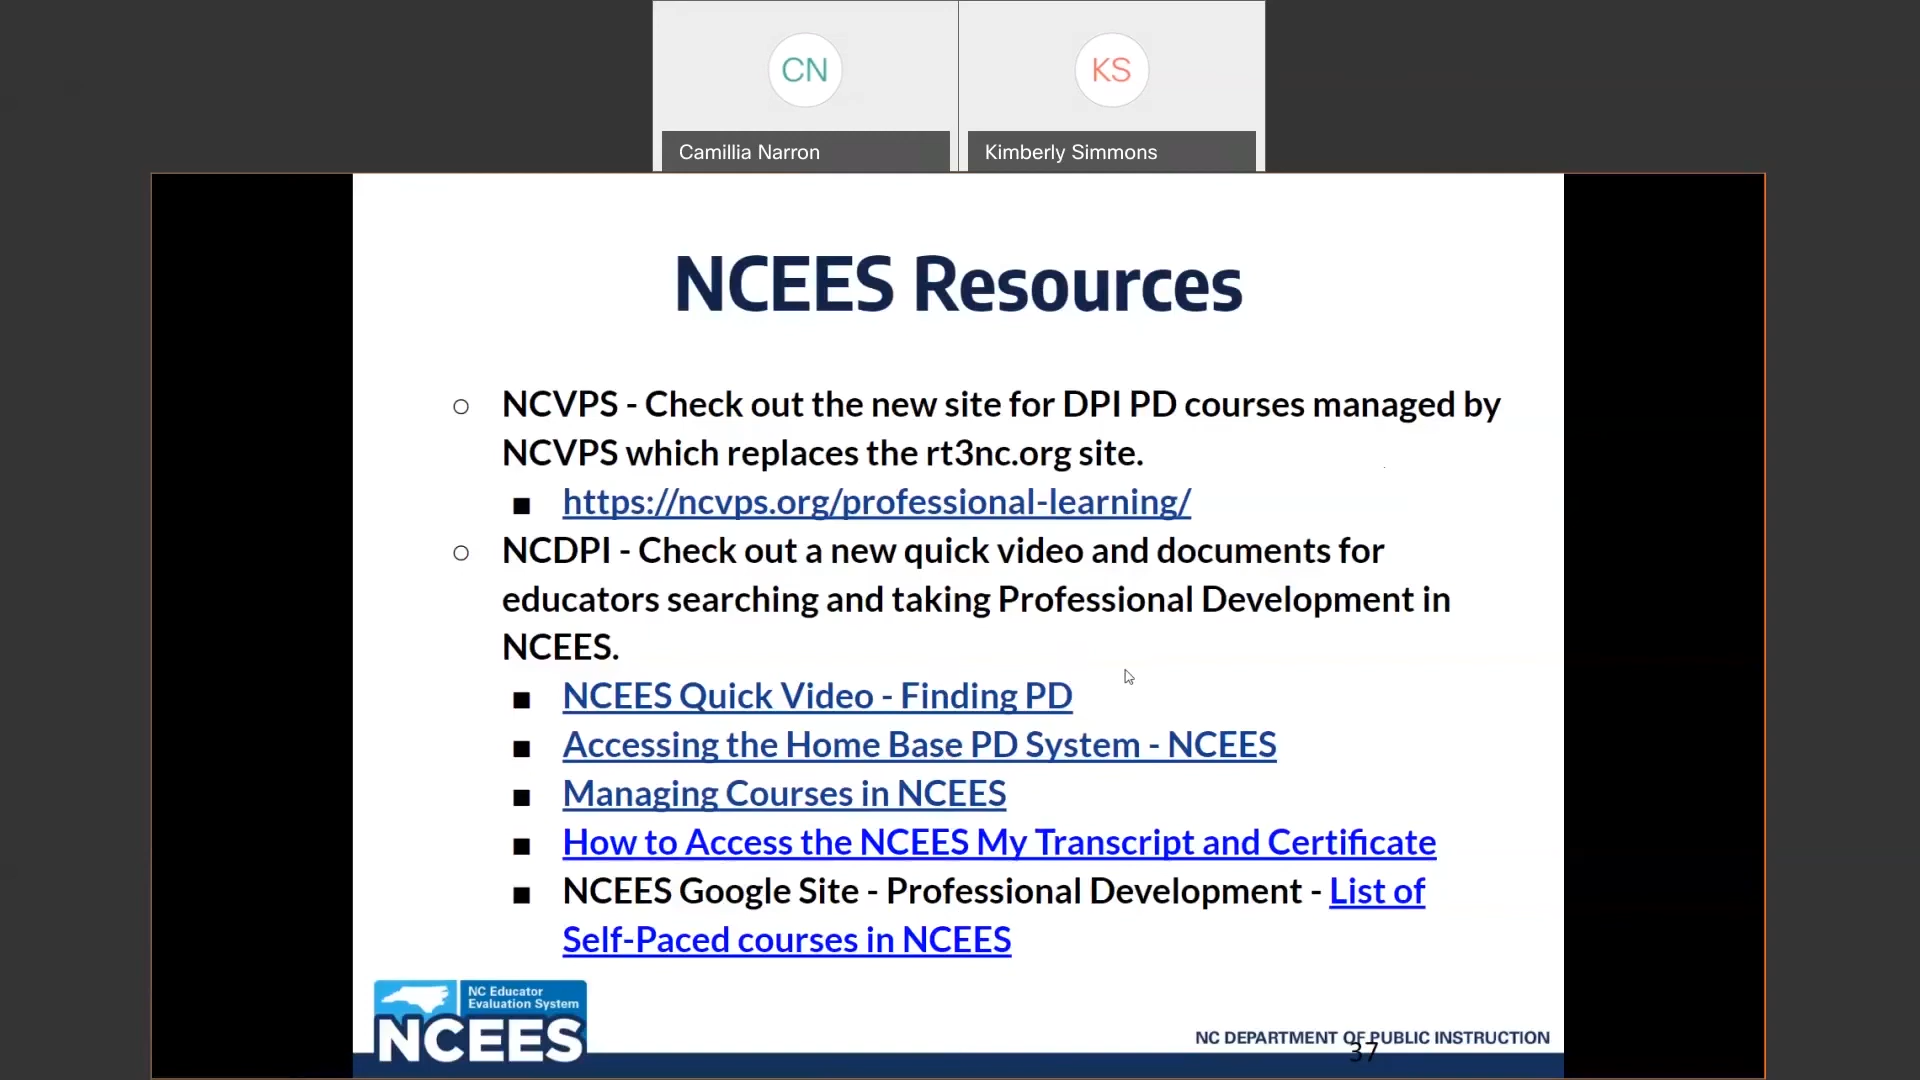 CN
KS
Camillia Narron
Kimberly Simmons
NCEES Resources
○ NCVPS - Check out the new site for DPI PD courses managed by
NCVPS which replaces the rt3nc.org site.
■ https://ncvps.org/professional-learning/
○ NCDPI - Check out a new quick video and documents for
educators searching and taking Professional Development in
NCEES.
■ NCEES Quick Video - Finding PD
■ Accessing the Home Base PD System - NCEES
■ Managing Courses in NCEES
■ How to Access the NCEES My Transcript and Certificate
■ NCEES Google Site - Professional Development - List of
Self-Paced courses in NCEES
NC Educator
Evaluation System
NCEES
NC DEPARTMENT OF PUBLIC INSTRUCTION
37